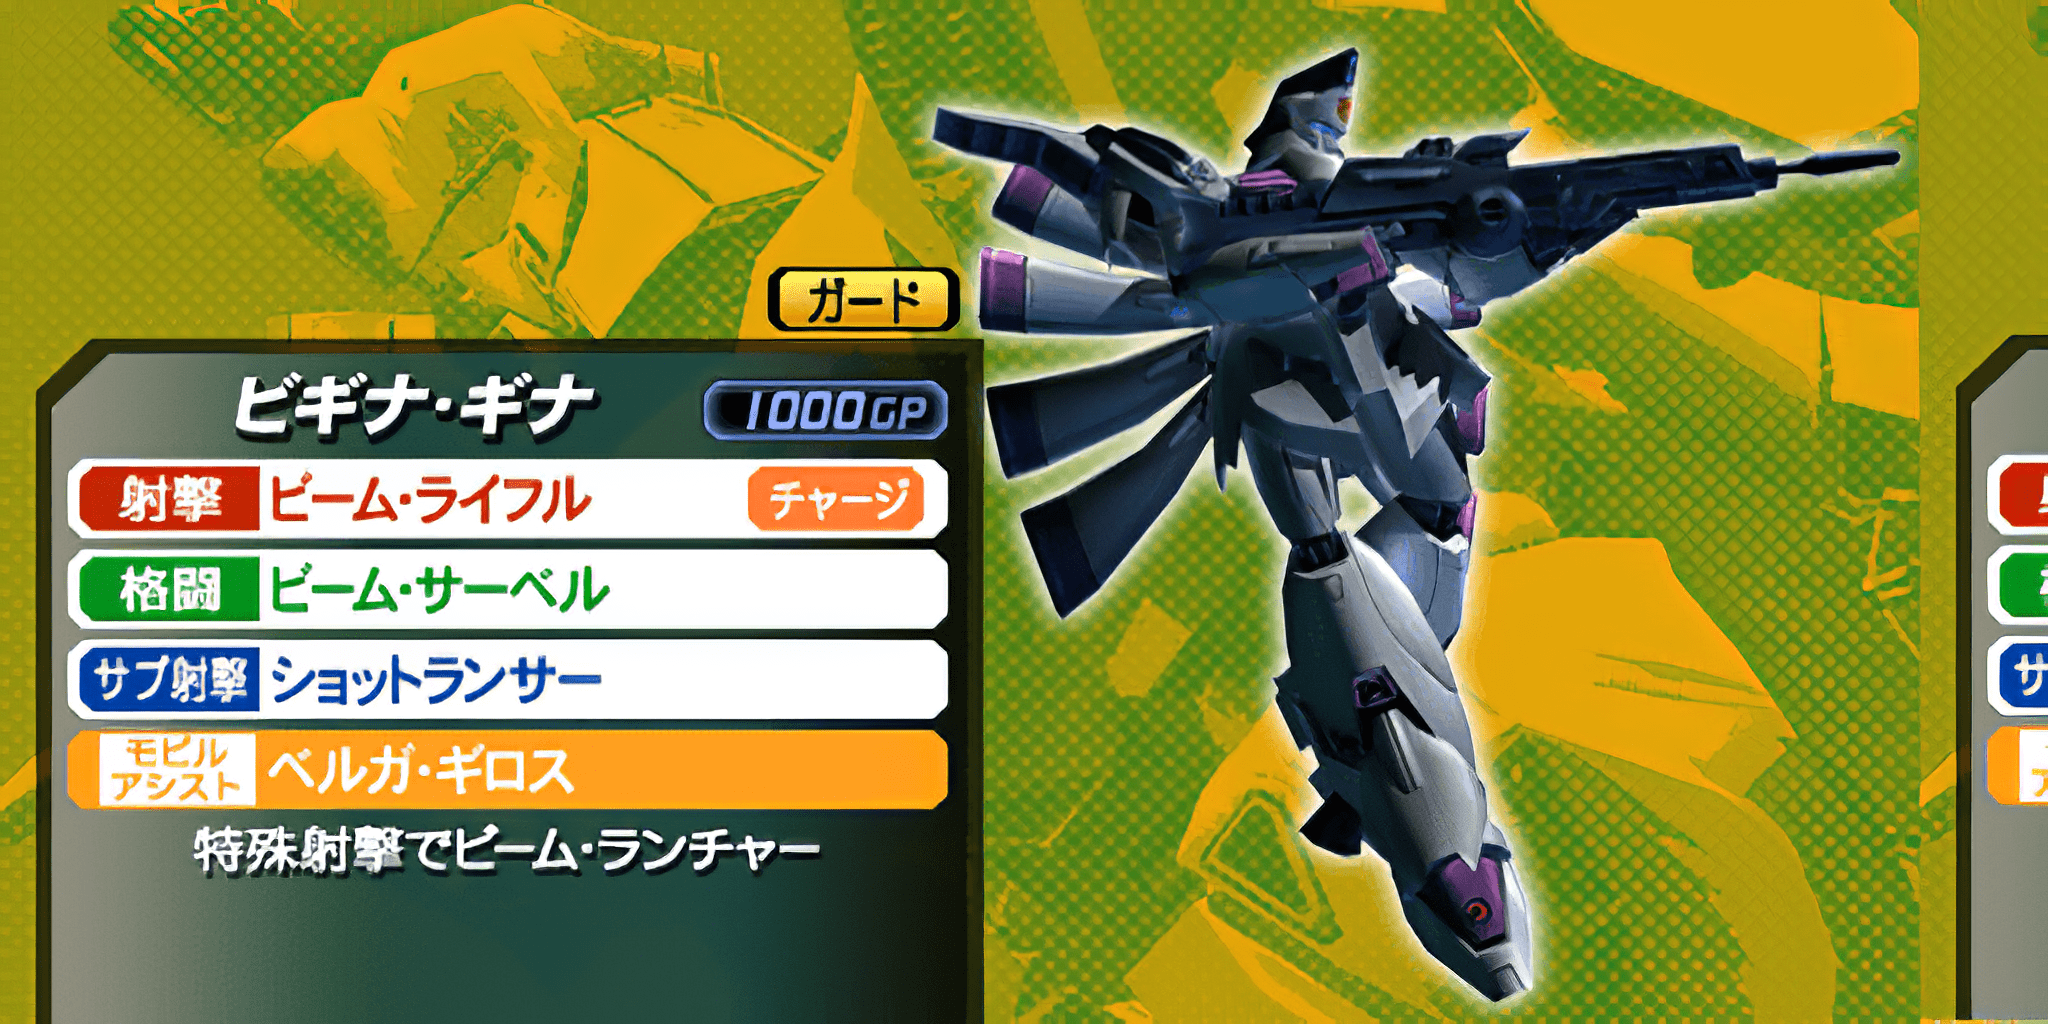 ガード
ビギナ・ギナ 1000GP
射撃 ビーム・ライフル チャージ
格闘 ビーム・サーベル
サブ射撃 ショットランサー
モビル
アシスト ベルガ・ギロス
特殊射撃でビーム・ランチャー
サ